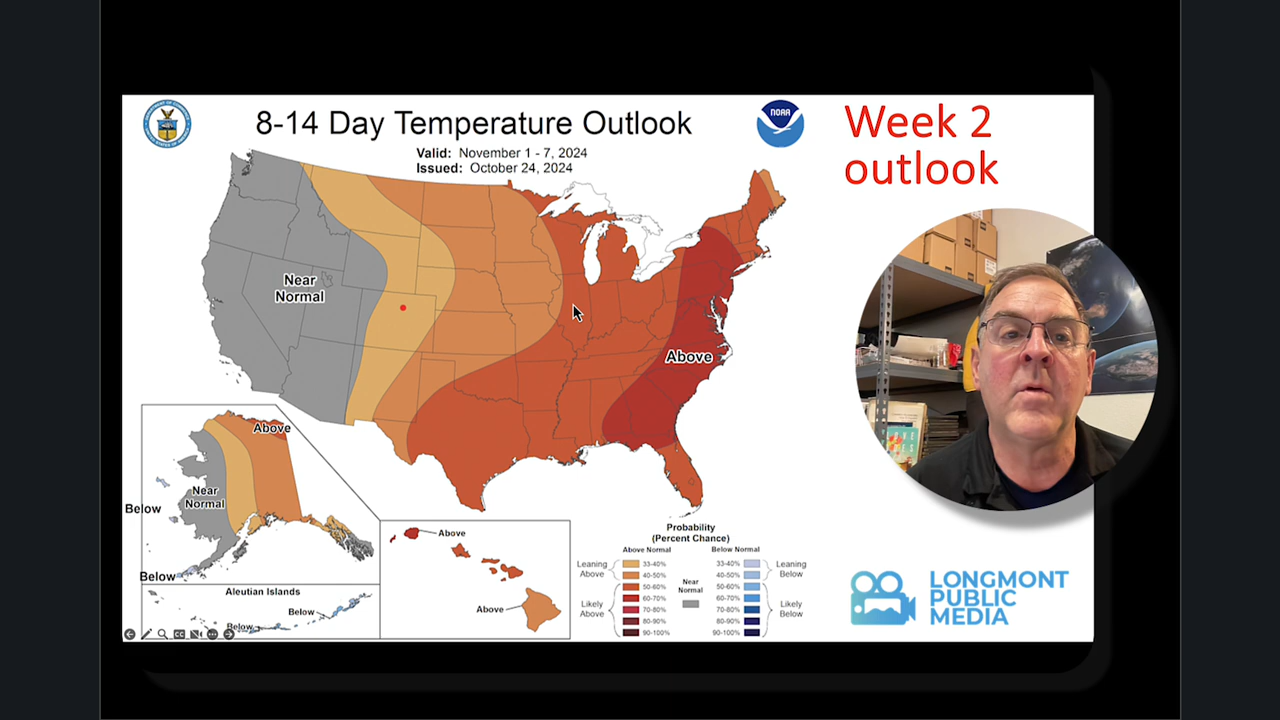 8-14 Day Temperature Outlook
Valid: November 1 - 7, 2024
Issued: October 24, 2024
NOAA
Week 2
outlook
Near
Normal
Above
Above
Near
Normal
Below
Below
Aleutian Islands
Below
Below
Above
Above
Probability
(Percent Chance)
Above Normal
Below Normal
Leaning
Above
Likely
Above
33-40%
40-50%
50-60%
60-70%
70-80%
80-90%
90-100%
Near
Normal
33-40%
40-50%
50-60%
60-70%
70-80%
80-90%
90-100%
Leaning
Below
Likely
Below
LONGMONT
PUBLIC
MEDIA